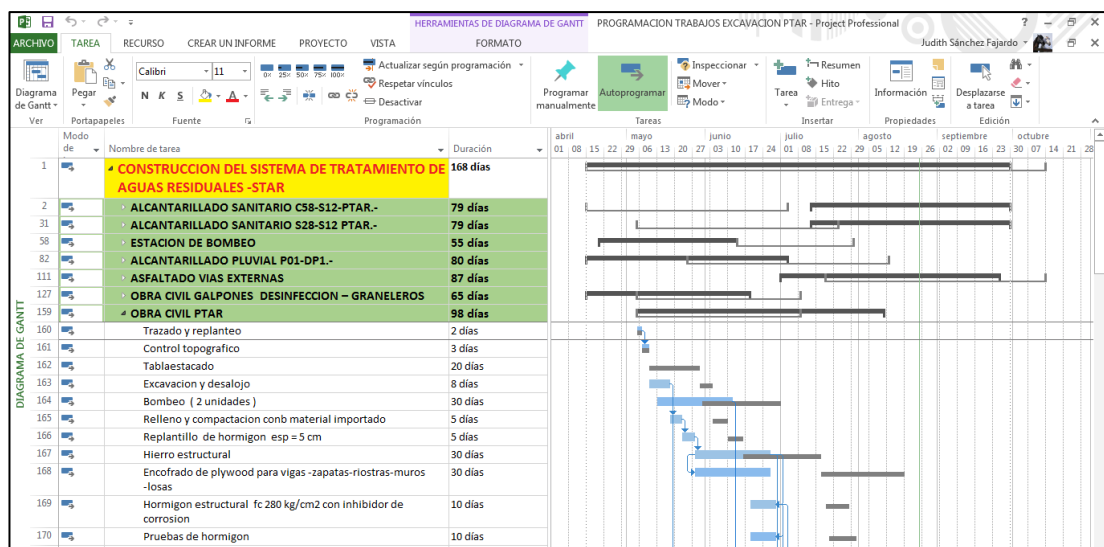 HERRAMIENTAS DE DIAGRAMA DE GANTT PROGRAMACION TRABAJOS EXCAVACION PTAR - Project Professional
ARCHIVO TAREA RECURSO CREAR UN INFORME PROYECTO VISTA FORMATO Judith Sánchez Fajardo
Diagrama de Gantt
Ver
Pegar
Portapapeles
Calibri 11
N K S
Fuente
0% 25% 50% 75% 100%
Actualizar según programación
Respetar vínculos
Desactivar
Programación
Programar manualmente
Autoprogramar
Inspeccionar
Mover
Modo
Tareas
Tarea
Resumen
Hito
Entrega
Insertar
Información
Propiedades
Desplazarse a tarea
Edición
Modo de Nombre de tarea Duración
abril mayo junio julio agosto septiembre octubre
01 08 15 22 29 06 13 20 27 03 10 17 24 01 08 15 22 29 05 12 19 26 02 09 16 23 30 07 14 21 28
DIAGRAMA DE GANTT
1 CONSTRUCCION DEL SISTEMA DE TRATAMIENTO DE 168 días
AGUAS RESIDUALES -STAR
2 ALCANTARILLADO SANITARIO C58-S12-PTAR.- 79 días
31 ALCANTARILLADO SANITARIO S28-S12 PTAR.- 79 días
58 ESTACION DE BOMBEO 55 días
82 ALCANTARILLADO PLUVIAL P01-DP1.- 80 días
111 ASFALTADO VIAS EXTERNAS 87 días
127 OBRA CIVIL GALPONES DESINFECCION – GRANELEROS 65 días
159 OBRA CIVIL PTAR 98 días
160 Trazado y replanteo 2 días
161 Control topografico 3 días
162 Tablaestacado 20 días
163 Excavacion y desalojo 8 días
164 Bombeo ( 2 unidades ) 30 días
165 Relleno y compactacion conb material importado 5 días
166 Replantillo de hormigon esp = 5 cm 5 días
167 Hierro estructural 30 días
168 Encofrado de plywood para vigas -zapatas-riostras-muros 30 días
-losas
169 Hormigon estructural fc 280 kg/cm2 con inhibidor de 10 días
corrosion
170 Pruebas de hormigon 10 días